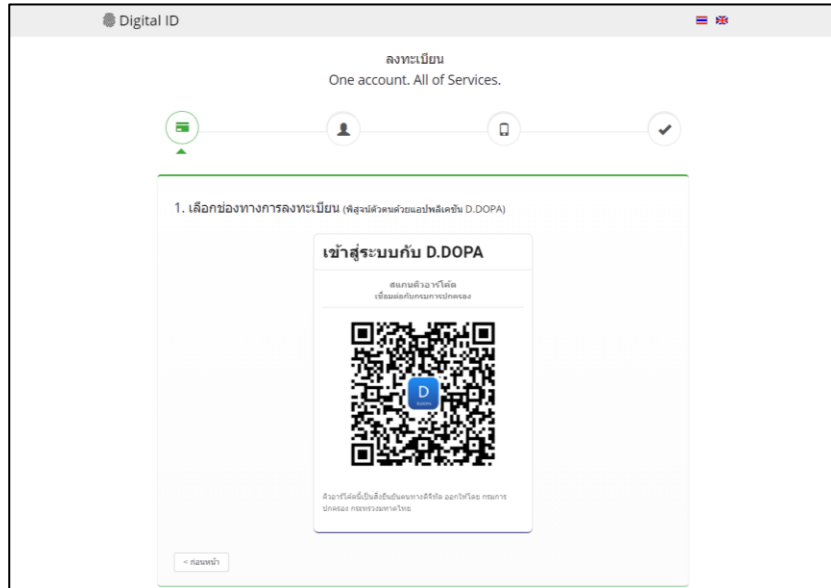 Digital ID
ลงทะเบียน
One account. All of Services.
1. เลือกช่องทางการลงทะเบียน (พิสูจน์ตัวตนด้วยแอปพลิเคชัน D.DOPA)
เข้าสู่ระบบกับ D.DOPA
สแกนคิวอาร์โค้ด
เชื่อมต่อกับกรมการปกครอง
D
คิวอาร์โค้ดนี้เป็นสิ่งยืนยันตนทางดิจิทัล ออกให้โดย กรมการ
ปกครอง กระทรวงมหาดไทย
< ก่อนหน้า